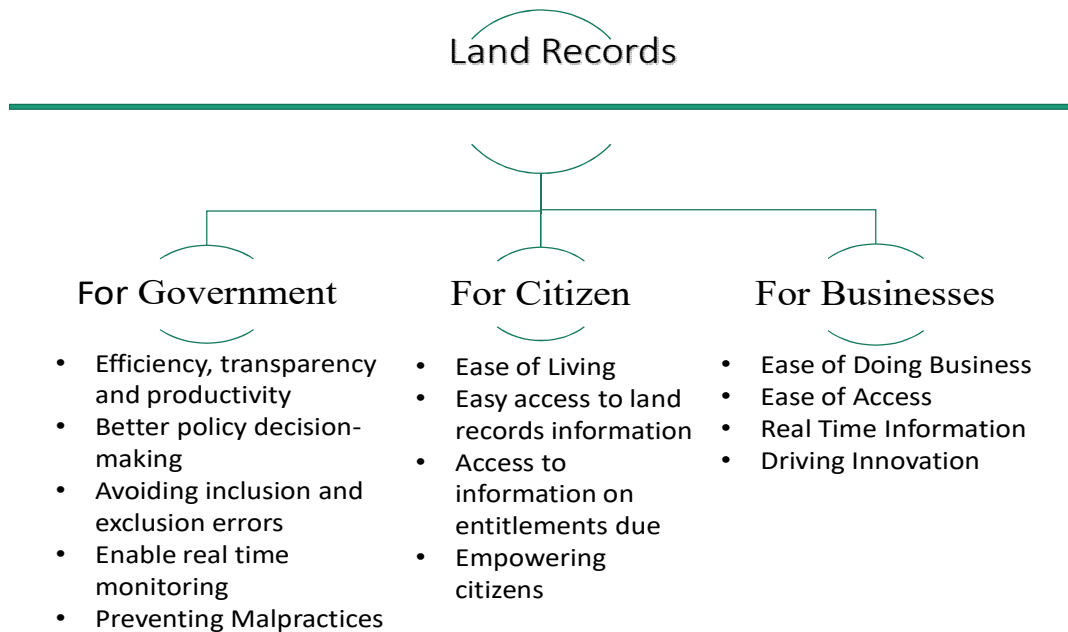 Land Records
For Government
• Efficiency, transparency
and productivity
• Better policy decision-
making
• Avoiding inclusion and
exclusion errors
• Enable real time
monitoring
• Preventing Malpractices
For Citizen
• Ease of Living
• Easy access to land
records information
• Access to
information on
entitlements due
• Empowering
citizens
For Businesses
• Ease of Doing Business
• Ease of Access
• Real Time Information
• Driving Innovation